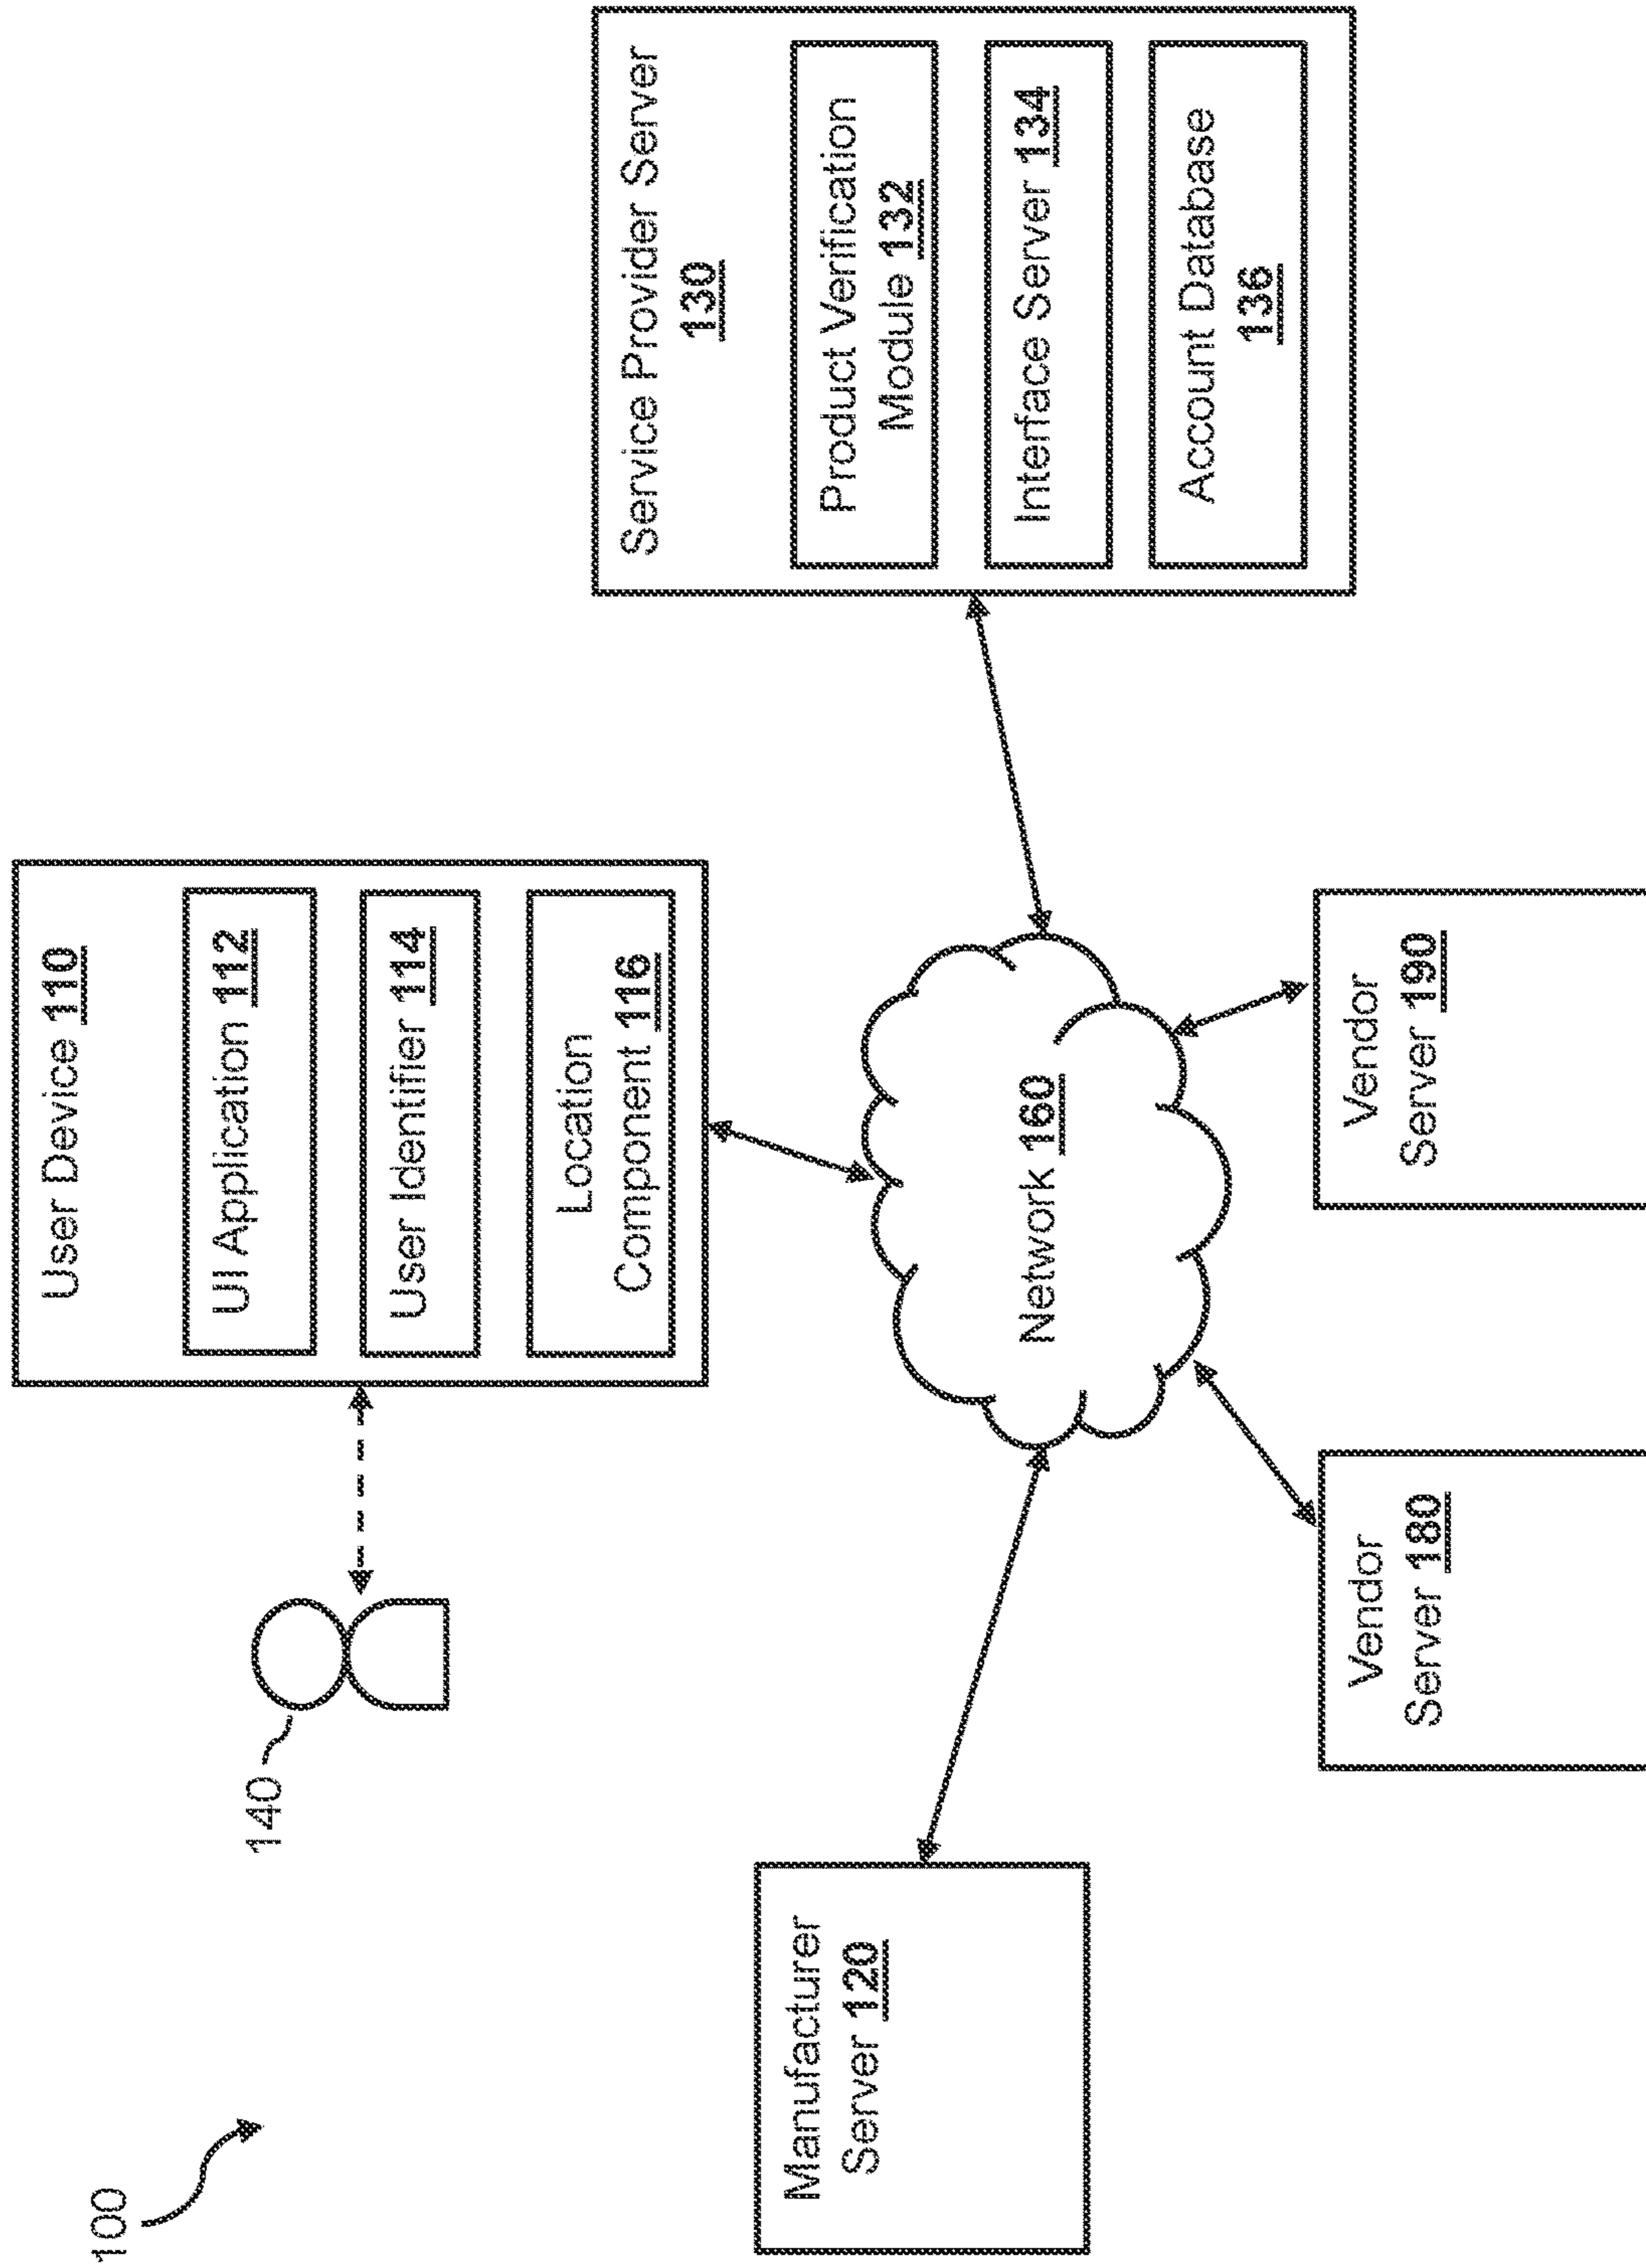 100
140
User Device 110
UI Application 112
User Identifier 114
Location
Component 116
Manufacturer
Server 120
Network 160
Service Provider Server
130
Product Verification
Module 132
Interface Server 134
Account Database
136
Vendor
Server 180
Vendor
Server 190